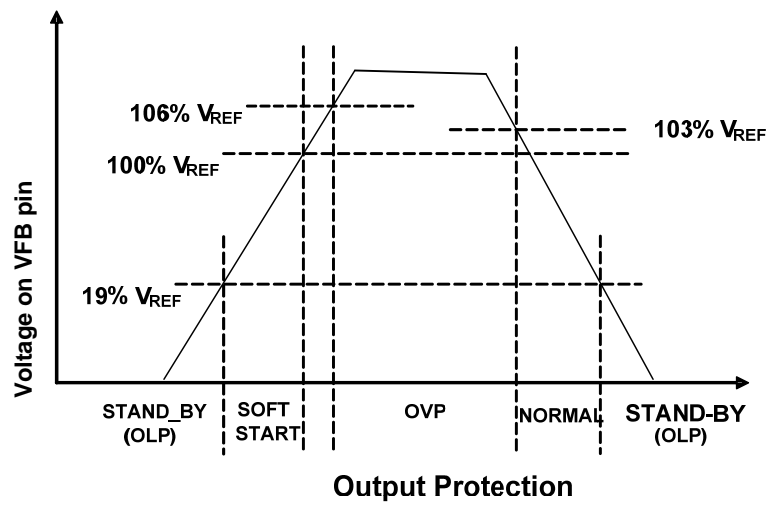 106% VREF
103% VREF
100% VREF
19% VREF
Voltage on VFB pin
STAND_BY
(OLP)
SOFT
START
OVP
NORMAL
STAND-BY
(OLP)
Output Protection